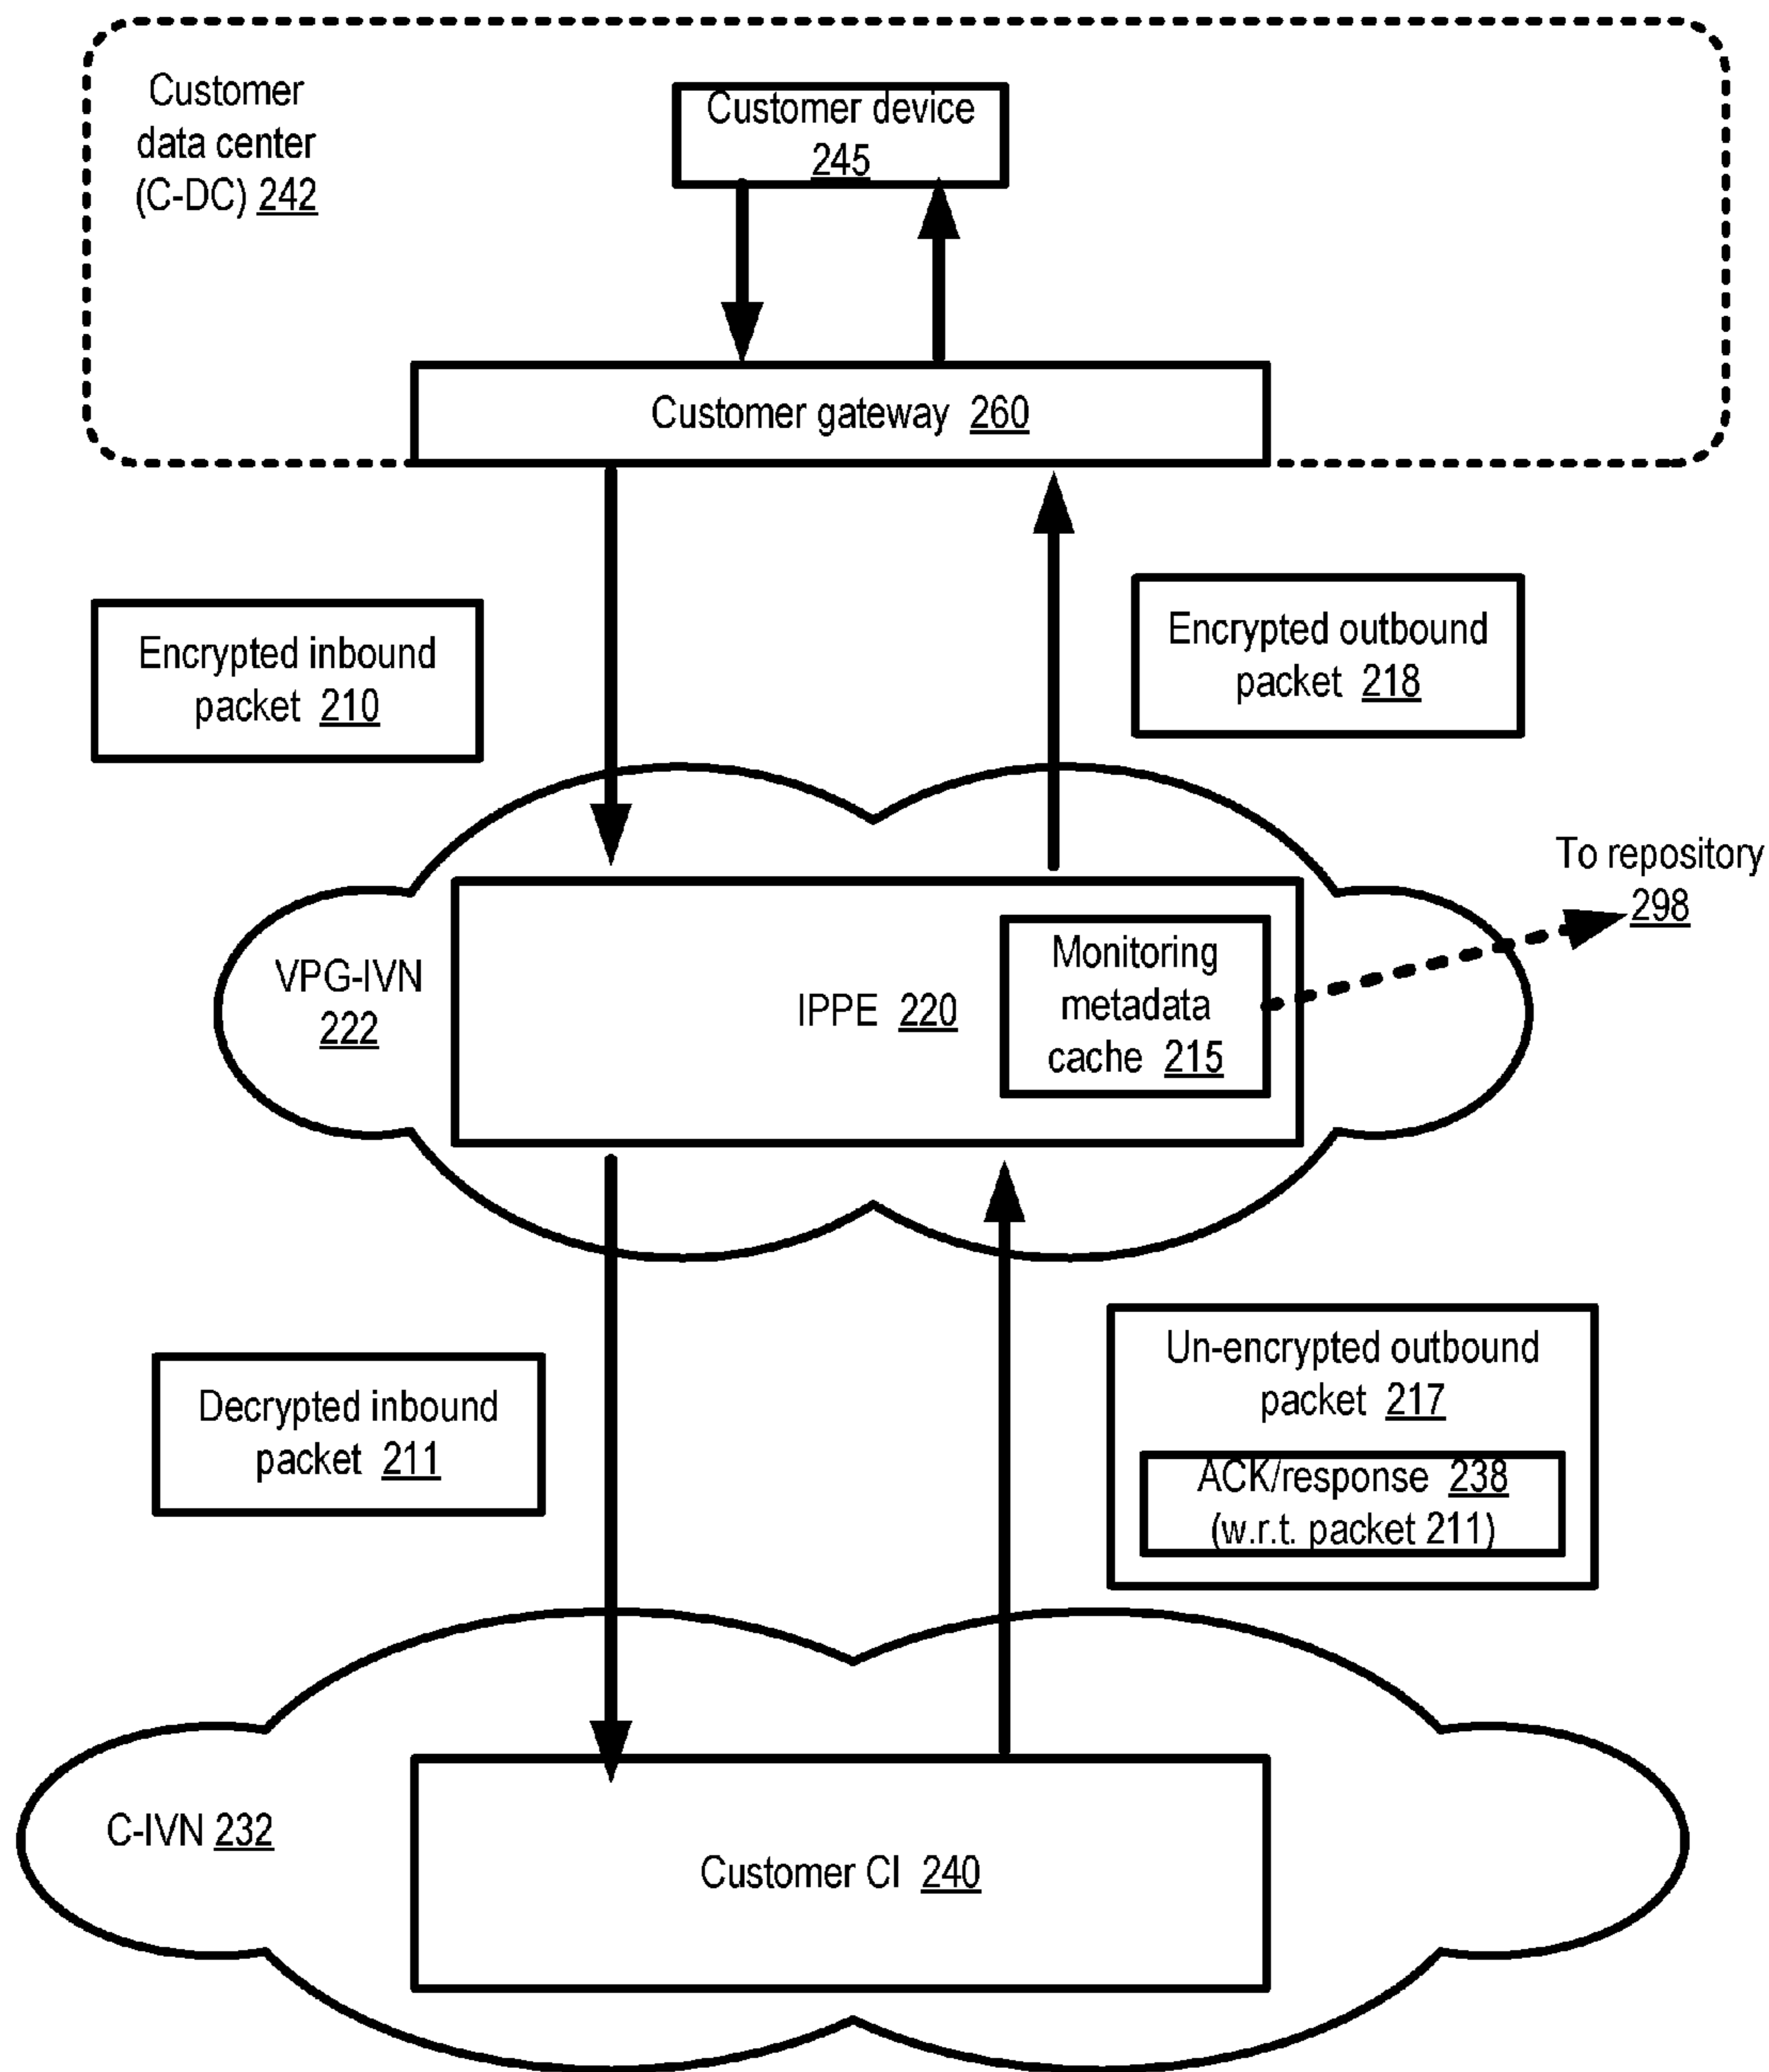 Customer
data center
(C-DC) 242
Customer device
245
Customer gateway 260
Encrypted inbound
packet 210
Encrypted outbound
packet 218
To repository
298
VPG-IVN
222
IPPE 220
Monitoring
metadata
cache 215
Decrypted inbound
packet 211
Un-encrypted outbound
packet 217
ACK/response 238
(w.r.t. packet 211)
C-IVN 232
Customer CI 240